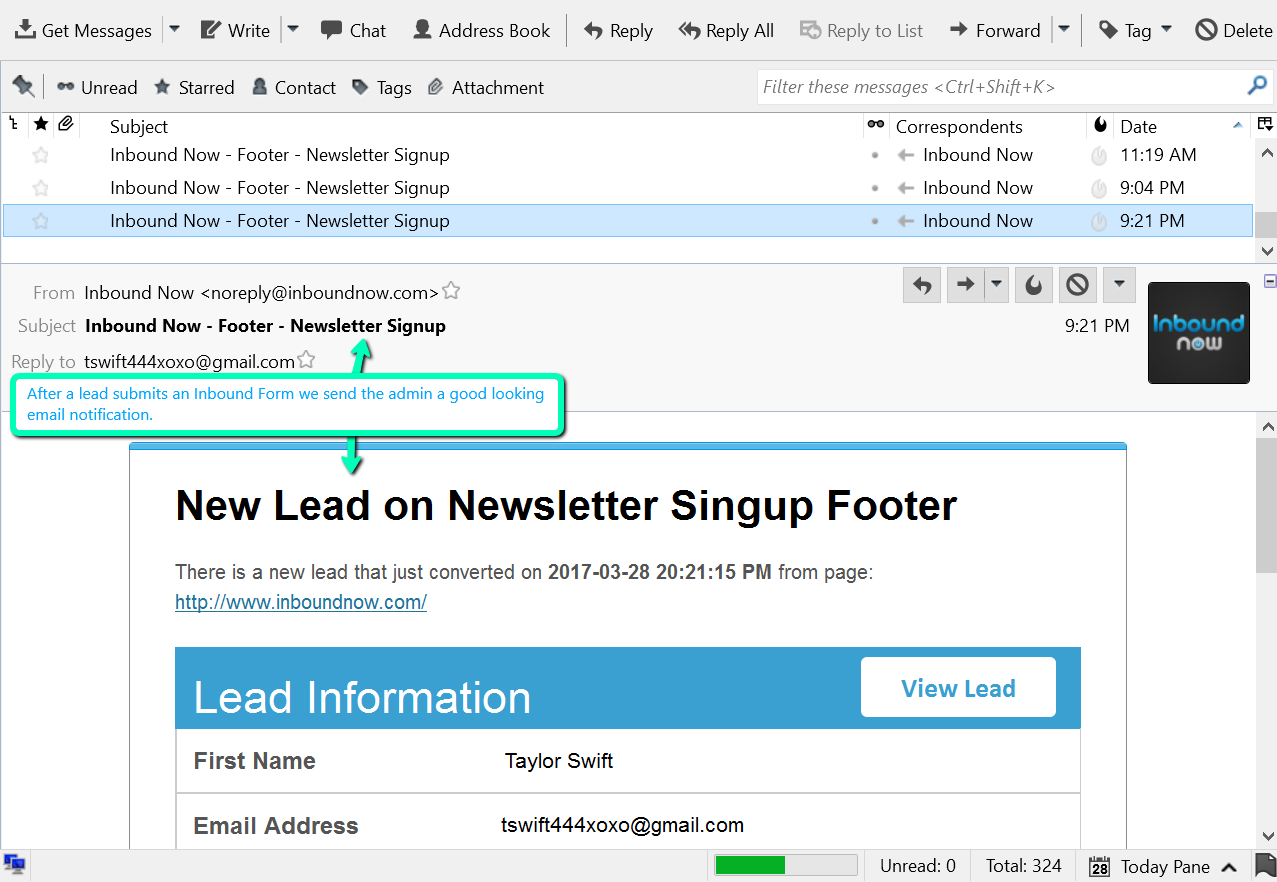 Get Messages Write Chat Address Book Reply Reply All Reply to List Forward Tag Delete
Unread Starred Contact Tags Attachment Filter these messages <Ctrl+Shift+K>
Subject Correspondents Date
Inbound Now - Footer - Newsletter Signup Inbound Now 11:19 AM
Inbound Now - Footer - Newsletter Signup Inbound Now 9:04 PM
Inbound Now - Footer - Newsletter Signup Inbound Now 9:21 PM
From Inbound Now <noreply@inboundnow.com>
Subject Inbound Now - Footer - Newsletter Signup 9:21 PM
Reply to tswift444xoxo@gmail.com
Inbound
now
After a lead submits an Inbound Form we send the admin a good looking
email notification.
New Lead on Newsletter Singup Footer
There is a new lead that just converted on 2017-03-28 20:21:15 PM from page:
http://www.inboundnow.com/
Lead Information View Lead
First Name Taylor Swift
Email Address tswift444xoxo@gmail.com
Unread: 0 Total: 324 28 Today Pane